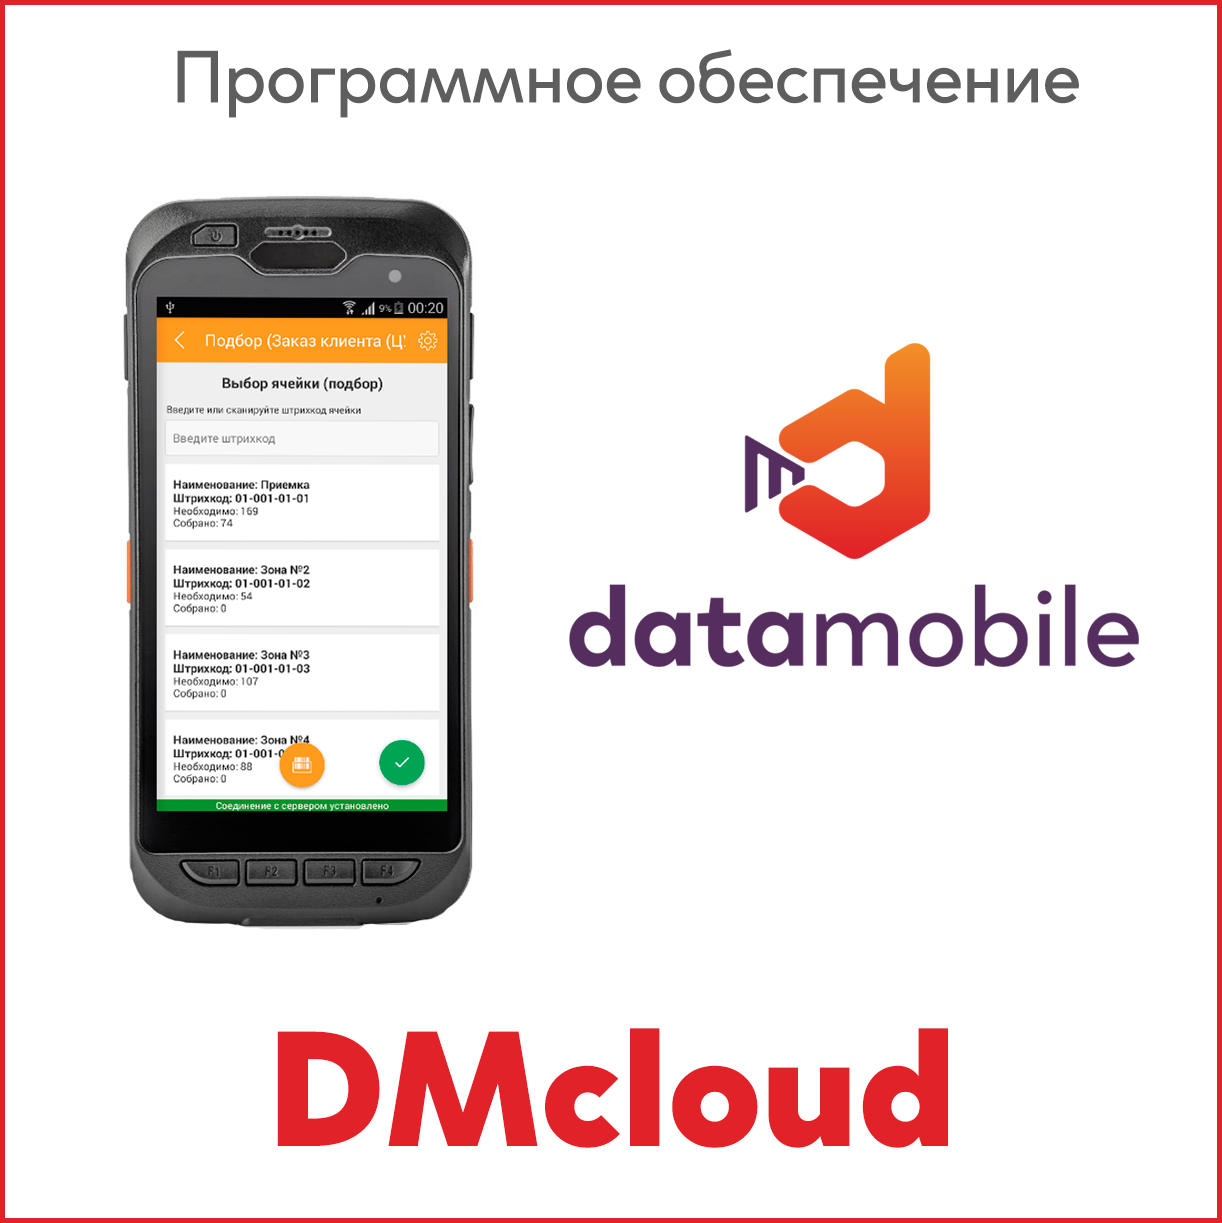 Программное обеспечение
9% 00:20
Подбор (Заказ клиента (Ц'
Выбор ячейки (подбор)
Введите или сканируйте штрихкод ячейки
Введите штрихкод
Наименование: Приемка
Штрихкод: 01-001-01-01
Необходимо: 169
Собрано: 74
Наименование: Зона №2
Штрихкод: 01-001-01-02
Необходимо: 54
Собрано: 0
Наименование: Зона №3
Штрихкод: 01-001-01-03
Необходимо: 107
Собрано: 0
Наименование: Зона №4
Штрихкод: 01-001-0
Необходимо: 88
Собрано: 0
Соединение с сервером установлено
F1 F2 F3 F4
m
datamobile
DMcloud